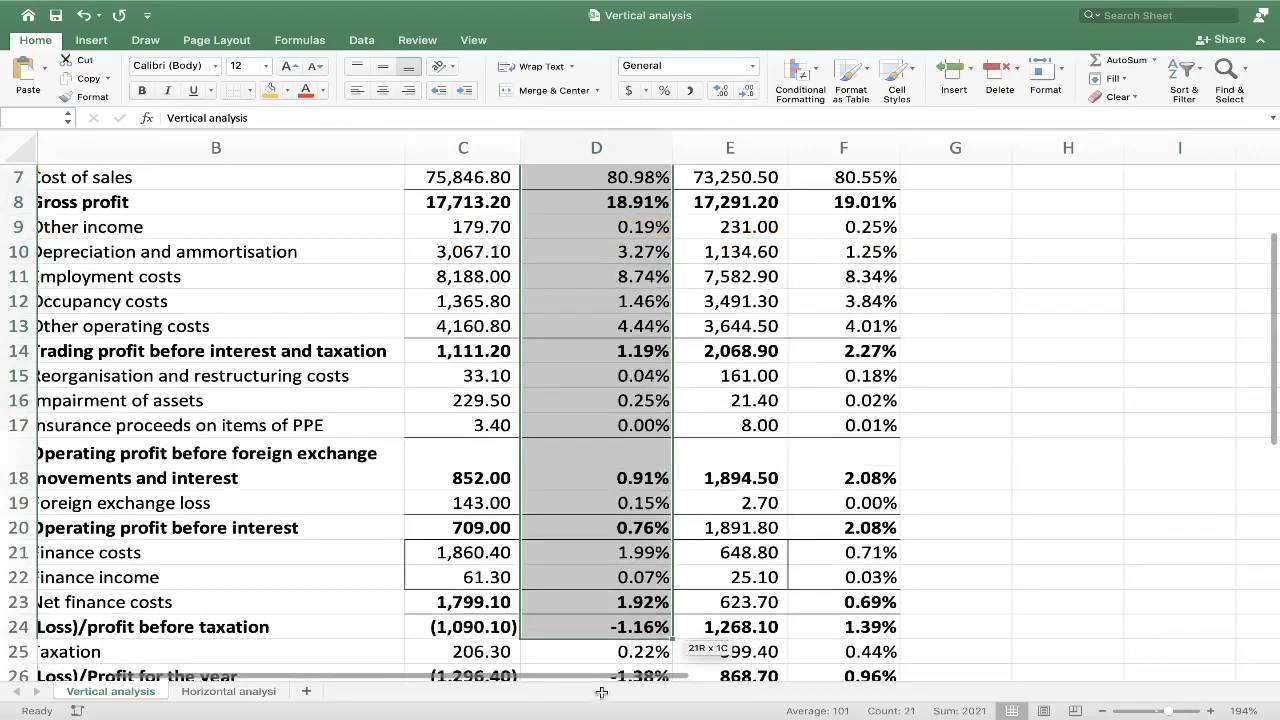 Vertical analysis
Search Sheet
Home Insert Draw Page Layout Formulas Data Review View
Share
Paste
Cut
Copy
Format
Calibri (Body) 12 A A
B I U A
Wrap Text
Merge & Center
General
$ % )
Conditional Formatting
Format as Table
Cell Styles
Insert
Delete
Format
AutoSum
Fill
Clear
Sort & Filter
Find & Select
fx Vertical analysis
B C D E F G H I
7 Cost of sales 75,846.80 80.98% 73,250.50 80.55%
8 Gross profit 17,713.20 18.91% 17,291.20 19.01%
9 Other income 179.70 0.19% 231.00 0.25%
10 Depreciation and ammortisation 3,067.10 3.27% 1,134.60 1.25%
11 Employment costs 8,188.00 8.74% 7,582.90 8.34%
12 Occupancy costs 1,365.80 1.46% 3,491.30 3.84%
13 Other operating costs 4,160.80 4.44% 3,644.50 4.01%
14 Trading profit before interest and taxation 1,111.20 1.19% 2,068.90 2.27%
15 Reorganisation and restructuring costs 33.10 0.04% 161.00 0.18%
16 Impairment of assets 229.50 0.25% 21.40 0.02%
17 Insurance proceeds on items of PPE 3.40 0.00% 8.00 0.01%
Operating profit before foreign exchange
18 movements and interest 852.00 0.91% 1,894.50 2.08%
19 Foreign exchange loss 143.00 0.15% 2.70 0.00%
20 Operating profit before interest 709.00 0.76% 1,891.80 2.08%
21 Finance costs 1,860.40 1.99% 648.80 0.71%
22 Finance income 61.30 0.07% 25.10 0.03%
23 Net finance costs 1,799.10 1.92% 623.70 0.69%
24 (Loss)/profit before taxation (1,090.10) -1.16% 1,268.10 1.39%
21R x 1C
25 Taxation 206.30 0.22% 99.40 0.44%
26 (Loss)/Profit for the year (1,296.40) -1.38% 868.70 0.96%
Vertical analysis Horizontal analysi +
Ready
Average: 101 Count: 21 Sum: 2021
194%